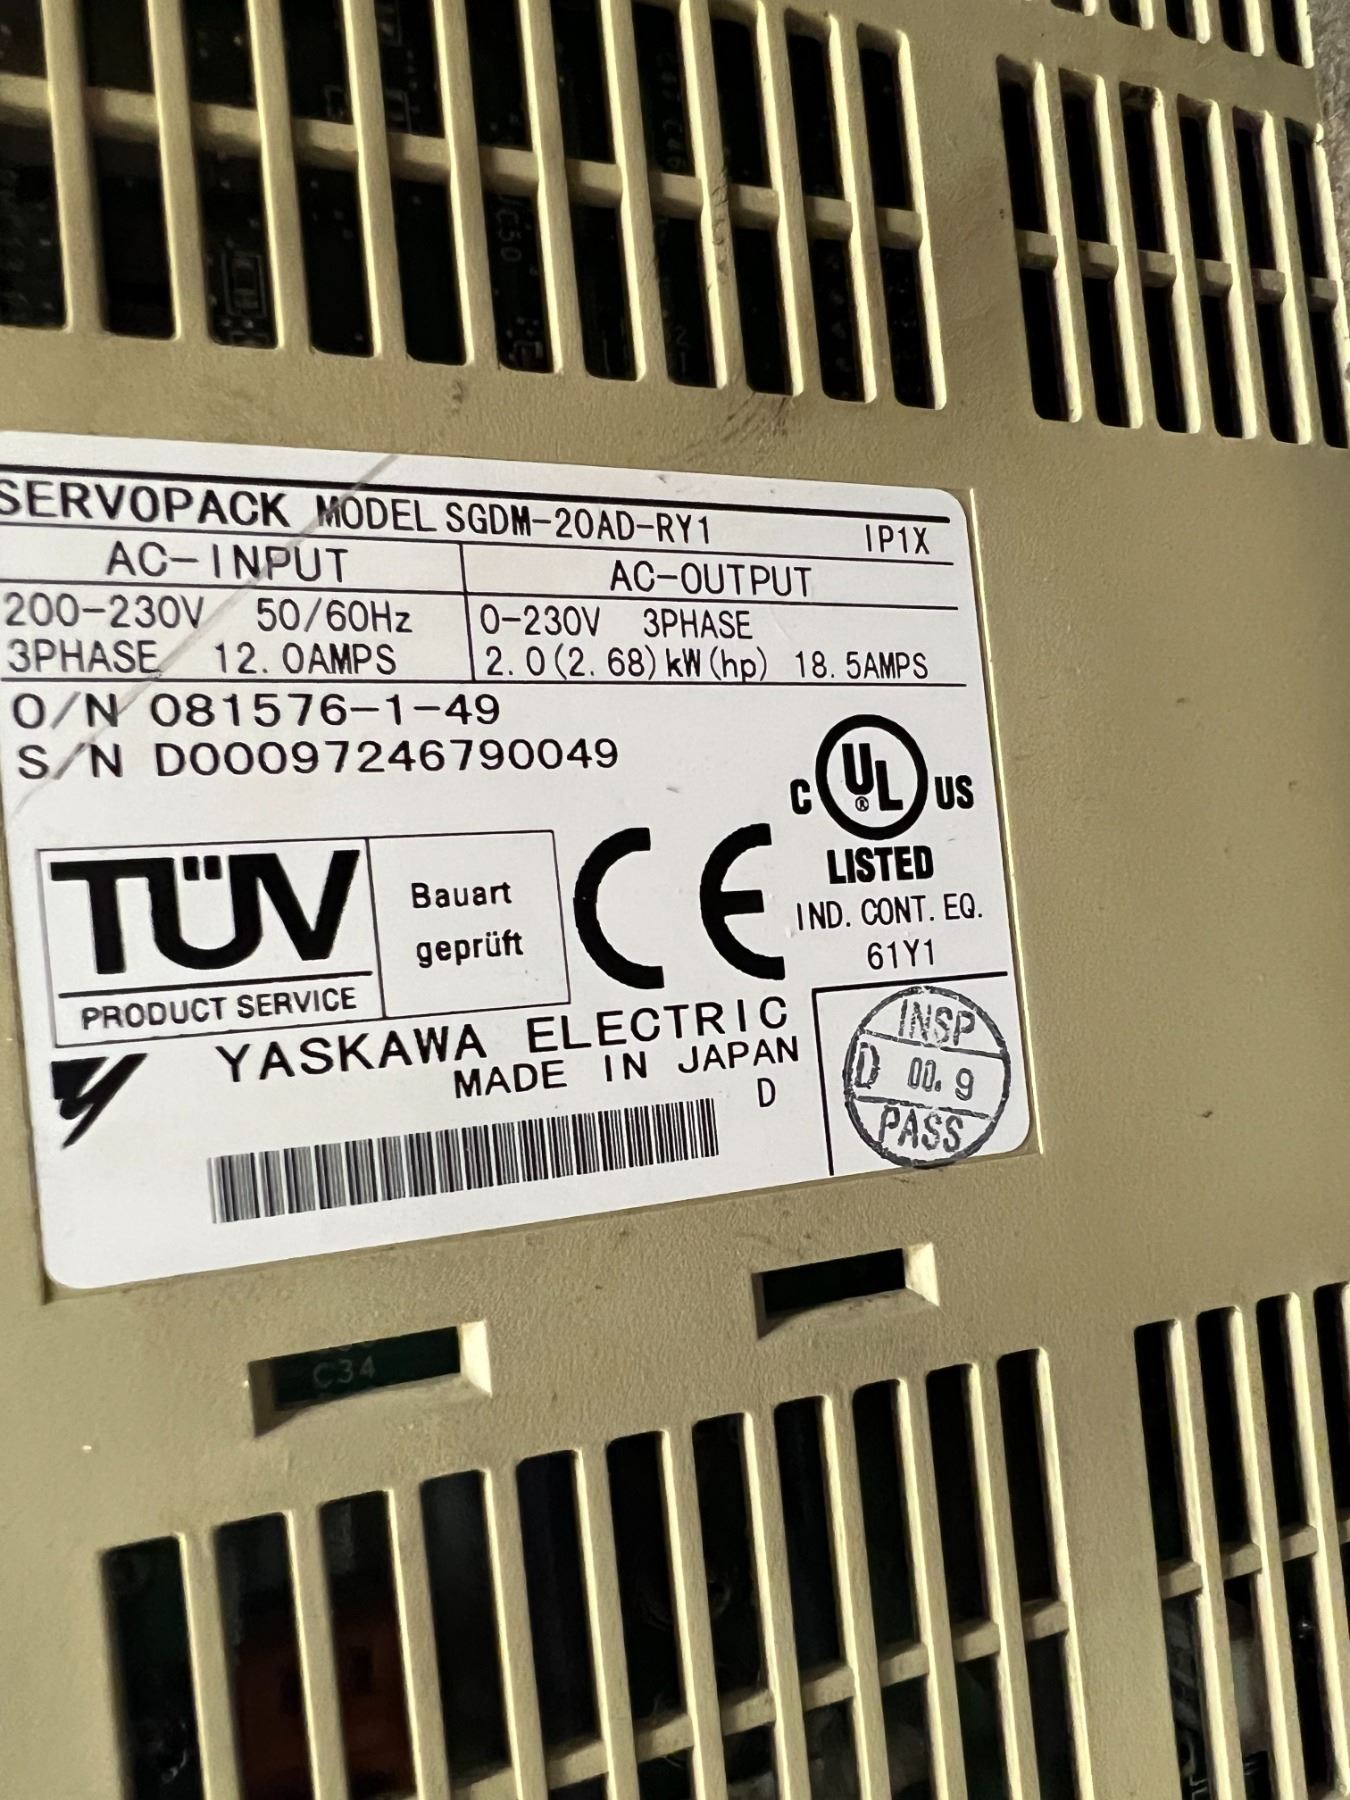 SERVOPACK MODEL SGDM-20AD-RY1 IP1X
AC-INPUT AC-OUTPUT
200-230V 50/60Hz 0-230V 3PHASE
3PHASE 12.0AMPS 2.0(2.68)kW(hp) 18.5AMPS
O/N 081576-1-49
S/N D00097246790049
C UL® US
LISTED
IND. CONT. EQ.
61Y1
TÜV
PRODUCT SERVICE
Bauart
geprüft
CE
YASKAWA ELECTRIC
MADE IN JAPAN
D
INSP
D 00.9
PASS
C34